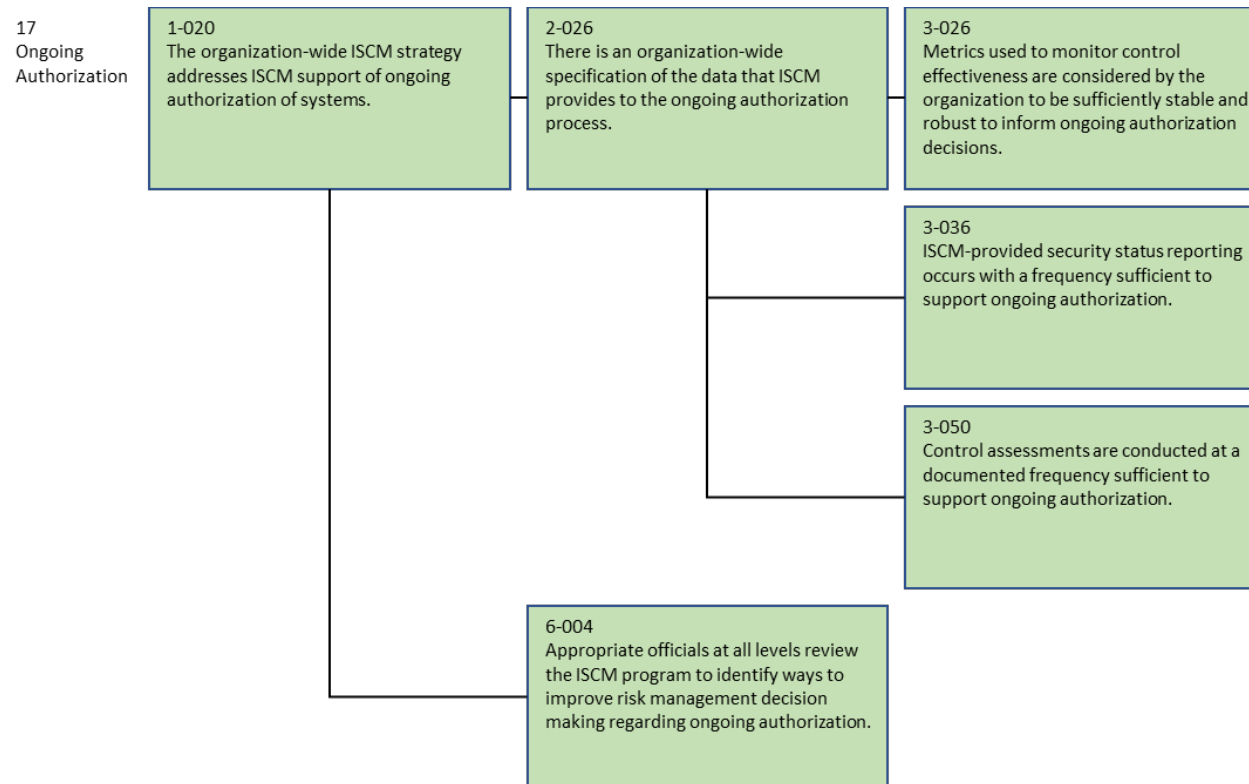 17
Ongoing
Authorization
1-020
The organization-wide ISCM strategy
addresses ISCM support of ongoing
authorization of systems.
2-026
There is an organization-wide
specification of the data that ISCM
provides to the ongoing authorization
process.
3-026
Metrics used to monitor control
effectiveness are considered by the
organization to be sufficiently stable and
robust to inform ongoing authorization
decisions.
3-036
ISCM-provided security status reporting
occurs with a frequency sufficient to
support ongoing authorization.
3-050
Control assessments are conducted at a
documented frequency sufficient to
support ongoing authorization.
6-004
Appropriate officials at all levels review
the ISCM program to identify ways to
improve risk management decision
making regarding ongoing authorization.